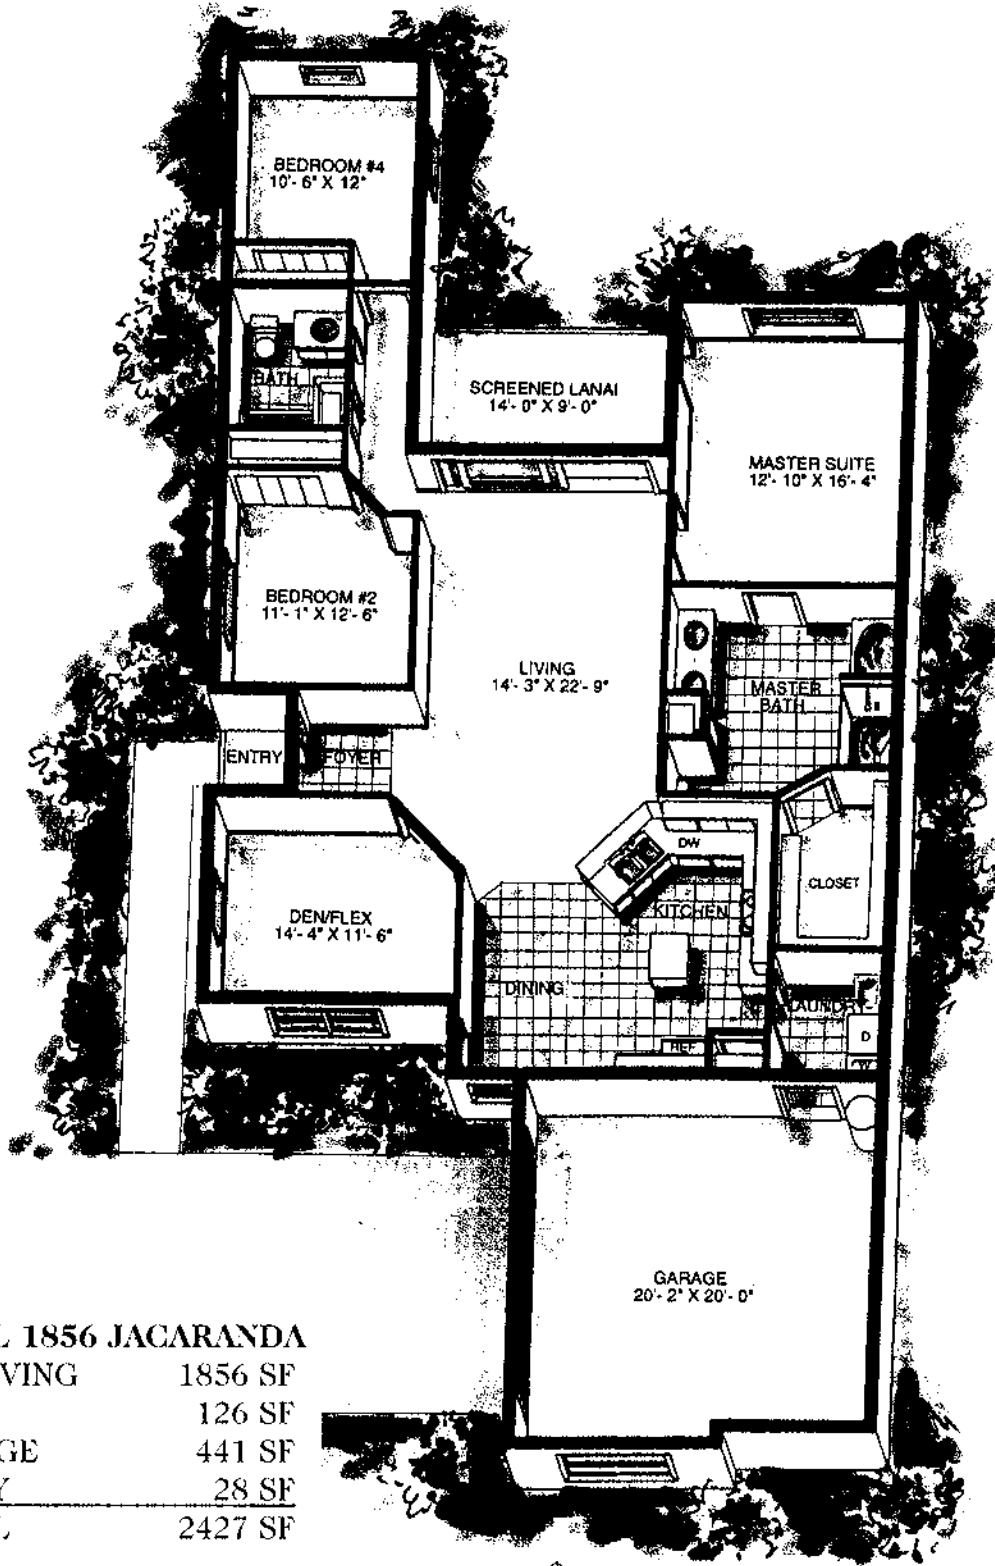 BEDROOM #4
10'- 6" X 12"
BATH
SCREENED LANAI
14'- 0" X 9'- 0"
MASTER SUITE
12'- 10" X 16'- 4"
BEDROOM #2
11'- 1" X 12'- 6"
LIVING
14'- 3" X 22'- 9"
MASTER
BATH
ENTRY
FOYER
DW
CLOSET
DEN/FLEX
14'- 4" X 11'- 6"
KITCHEN
DINING
LAUNDRY
REF
D
W
GARAGE
20'- 2" X 20'- 0"
L 1856 JACARANDA
VING 1856 SF
126 SF
GE 441 SF
Y 28 SF
L 2427 SF